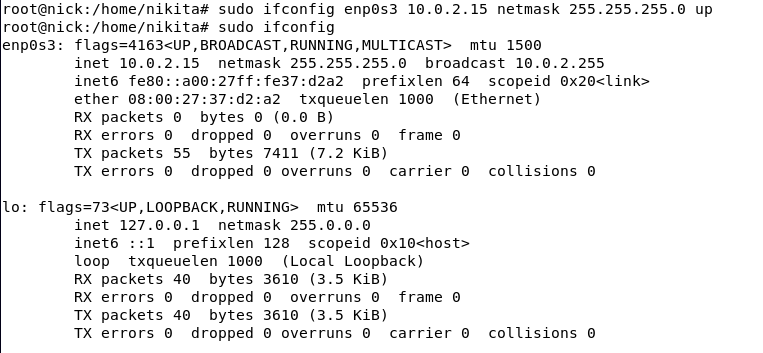 root@nick:/home/nikita# sudo ifconfig enp0s3 10.0.2.15 netmask 255.255.255.0 up
root@nick:/home/nikita# sudo ifconfig
enp0s3: flags=4163<UP,BROADCAST,RUNNING,MULTICAST>  mtu 1500
        inet 10.0.2.15  netmask 255.255.255.0  broadcast 10.0.2.255
        inet6 fe80::a00:27ff:fe37:d2a2  prefixlen 64  scopeid 0x20<link>
        ether 08:00:27:37:d2:a2  txqueuelen 1000  (Ethernet)
        RX packets 0  bytes 0 (0.0 B)
        RX errors 0  dropped 0  overruns 0  frame 0
        TX packets 55  bytes 7411 (7.2 KiB)
        TX errors 0  dropped 0 overruns 0  carrier 0  collisions 0

lo: flags=73<UP,LOOPBACK,RUNNING>  mtu 65536
        inet 127.0.0.1  netmask 255.0.0.0
        inet6 ::1  prefixlen 128  scopeid 0x10<host>
        loop  txqueuelen 1000  (Local Loopback)
        RX packets 40  bytes 3610 (3.5 KiB)
        RX errors 0  dropped 0  overruns 0  frame 0
        TX packets 40  bytes 3610 (3.5 KiB)
        TX errors 0  dropped 0 overruns 0  carrier 0  collisions 0